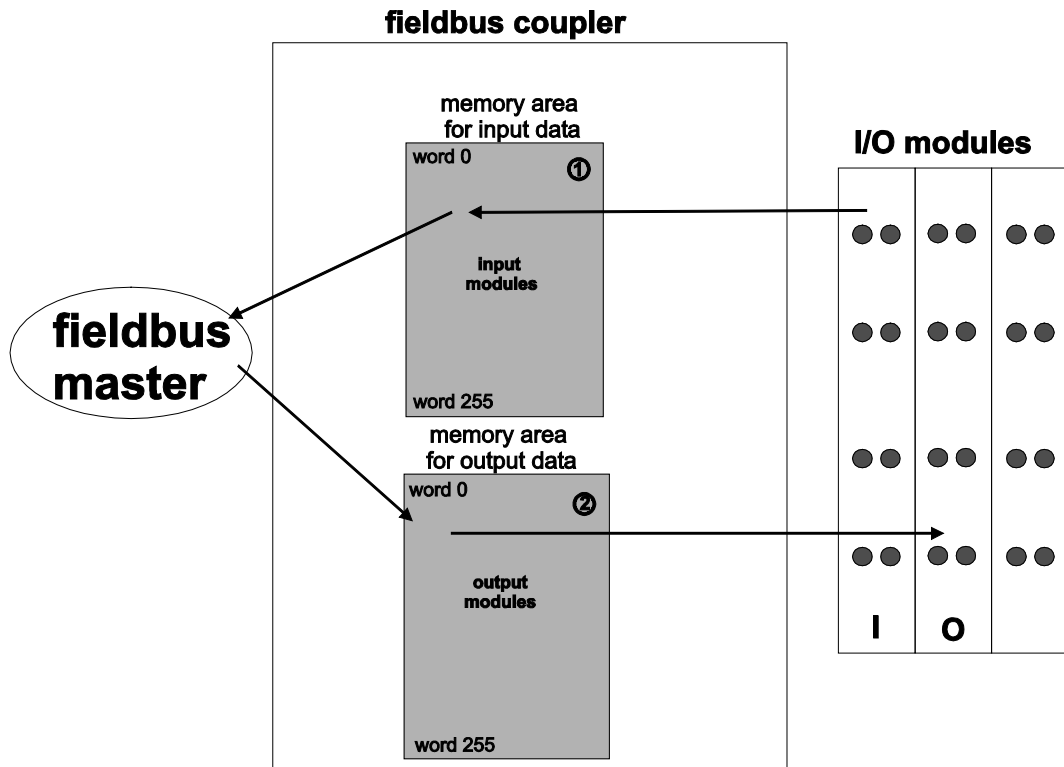 fieldbus coupler
memory area
for input data
word 0
①
input
modules
word 255
I/O modules
fieldbus
master
memory area
for output data
word 0
②
output
modules
word 255
I
O